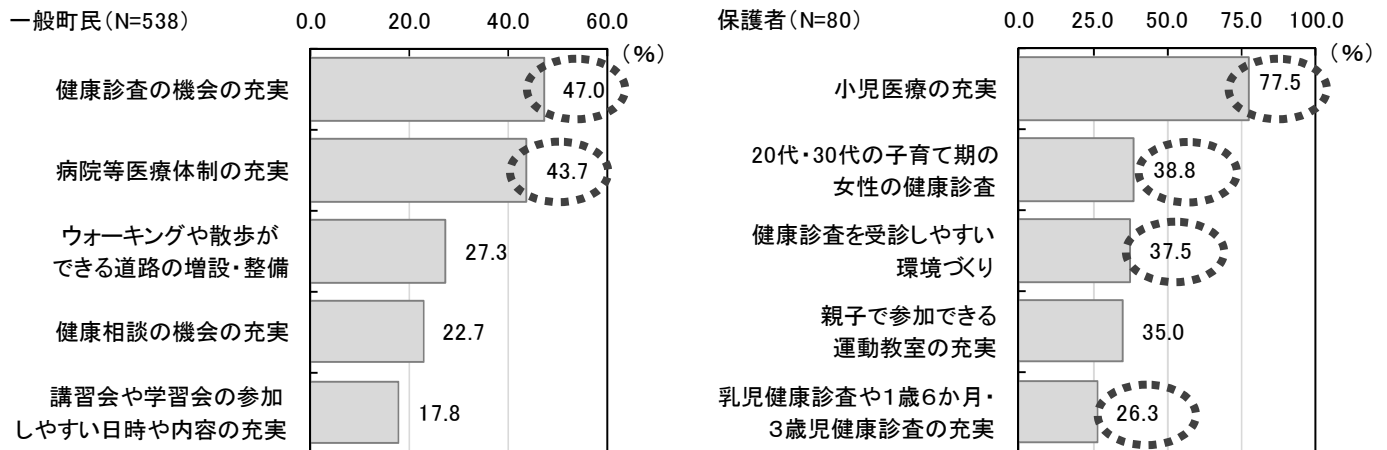 一般町民(N=538)
0.0 20.0 40.0 60.0
(%)
健康診査の機会の充実
47.0
病院等医療体制の充実
43.7
ウォーキングや散歩が
できる道路の増設・整備
27.3
健康相談の機会の充実
22.7
講習会や学習会の参加
しやすい日時や内容の充実
17.8
保護者(N=80)
0.0 25.0 50.0 75.0 100.0
(%)
小児医療の充実
77.5
20代・30代の子育て期の
女性の健康診査
38.8
健康診査を受診しやすい
環境づくり
37.5
親子で参加できる
運動教室の充実
35.0
乳児健康診査や1歳6か月・
3歳児健康診査の充実
26.3